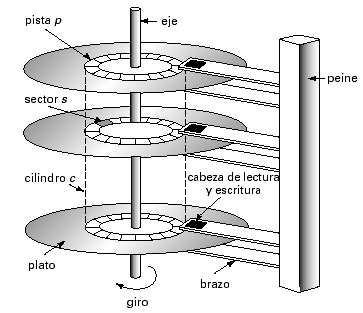 pista p
eje
peine
sector s
cilindro c
cabeza de lectura
y escritura
plato
brazo
giro